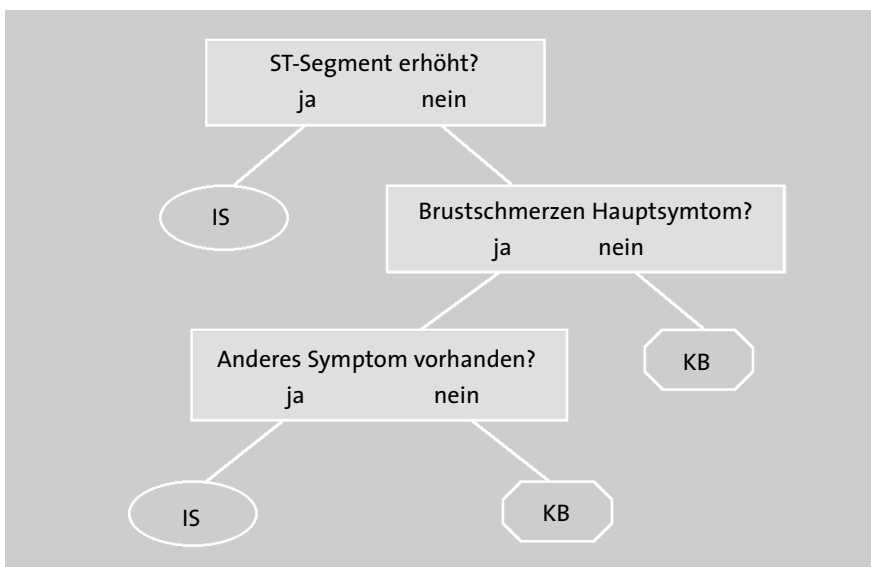 ST-Segment erhöht?
ja nein
IS
Brustschmerzen Hauptsymtom?
ja nein
Anderes Symptom vorhanden?
ja nein
KB
IS
KB